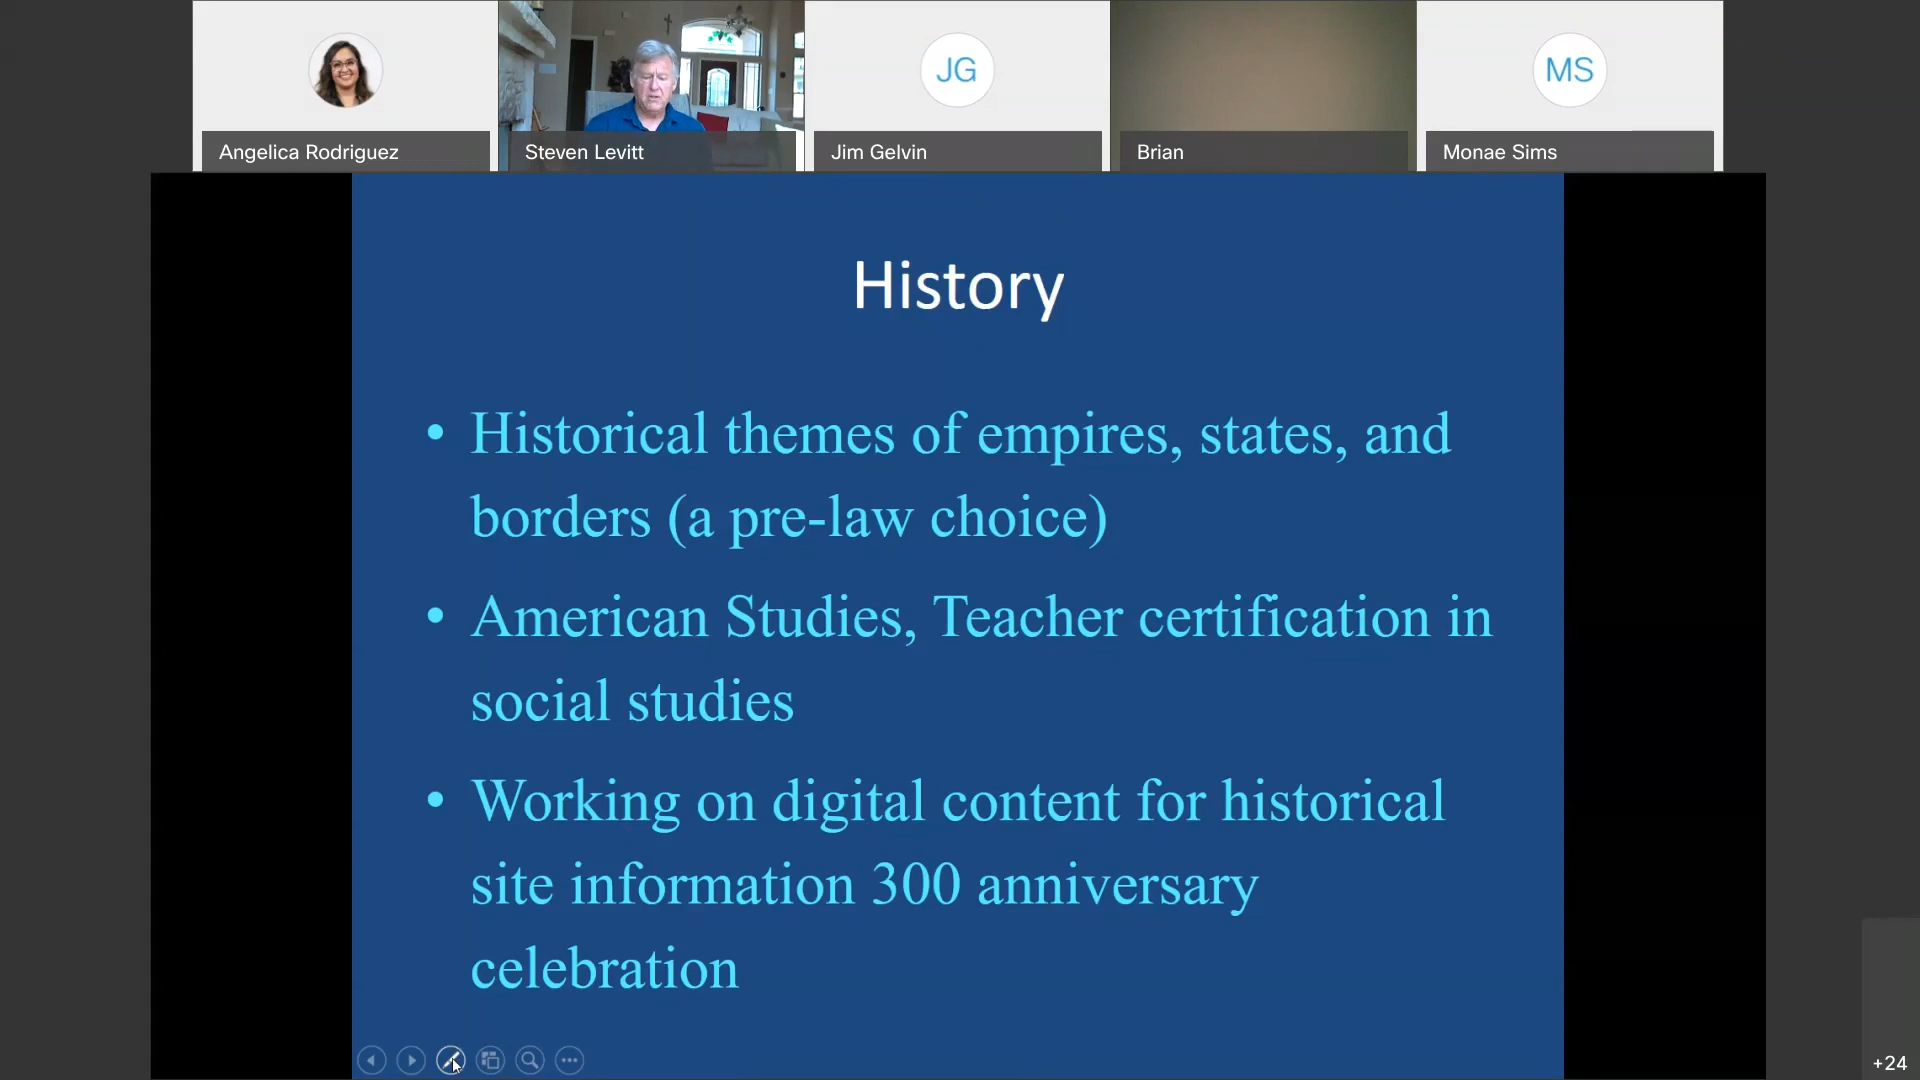 JG
MS
Angelica Rodriguez
Steven Levitt
Jim Gelvin
Brian
Monae Sims
History
• Historical themes of empires, states, and
borders (a pre-law choice)
• American Studies, Teacher certification in
social studies
• Working on digital content for historical
site information 300 anniversary
celebration
+24